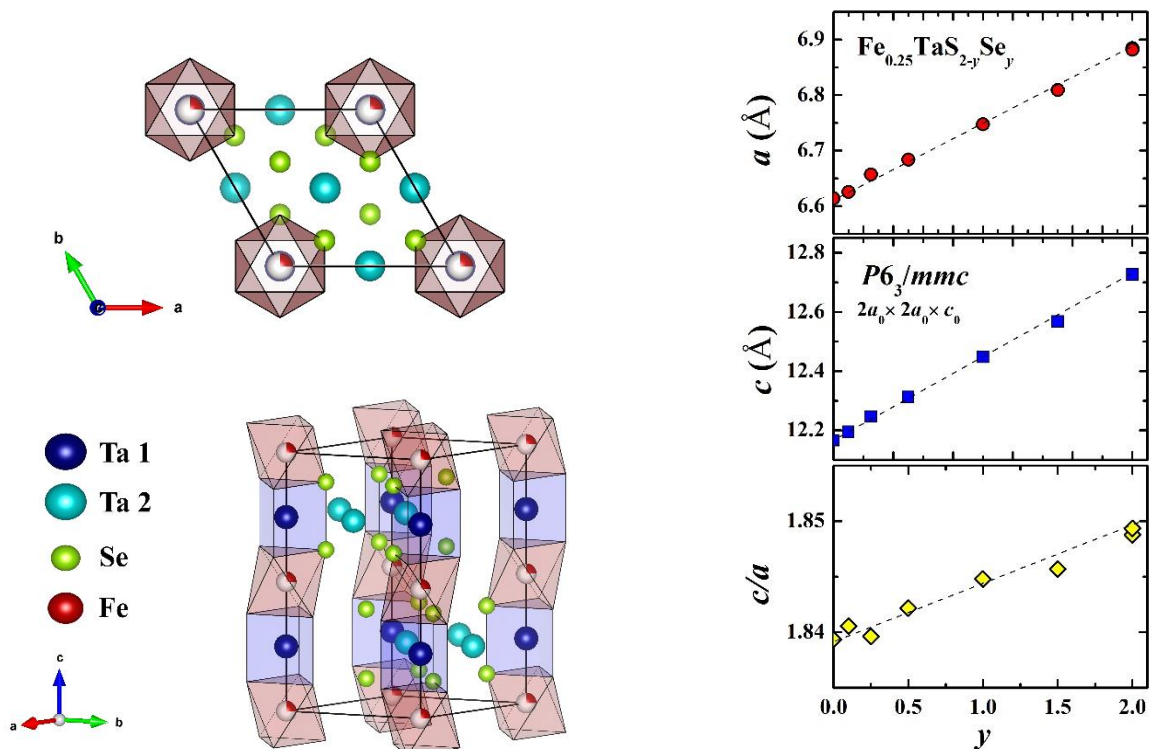 b
a
c
Ta 1
Ta 2
Se
Fe
c
a
b
Fe0.25TaS2-ySey
a (Å)
6.9
6.8
6.7
6.6
P63/mmc
2a0 × 2a0 × c0
c (Å)
12.8
12.6
12.4
12.2
c/a
1.85
1.84
0.0 0.5 1.0 1.5 2.0
y